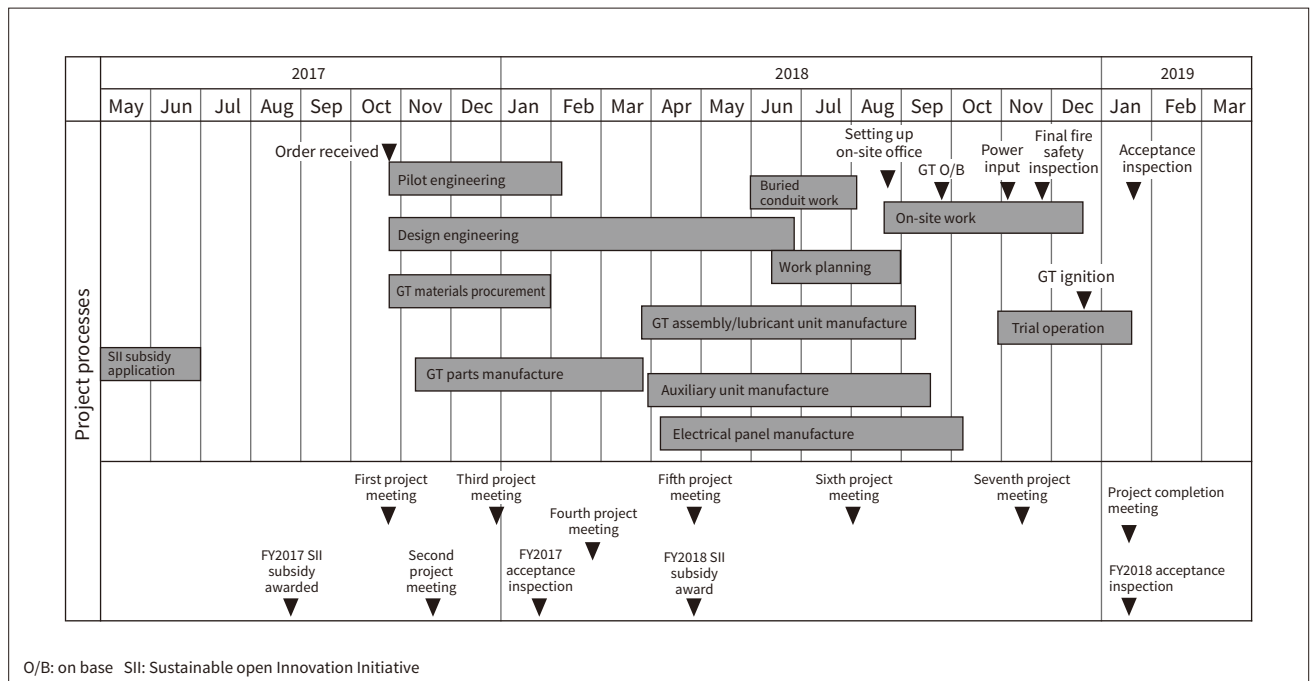 2017
2018
2019
May Jun Jul Aug Sep Oct Nov Dec Jan Feb Mar Apr May Jun Jul Aug Sep Oct Nov Dec Jan Feb Mar
Project processes
Order received
Setting up
on-site office
GT O/B
Power
input
Final fire
safety
inspection
Acceptance
inspection
Pilot engineering
Buried
conduit work
On-site work
Design engineering
Work planning
GT ignition
GT materials procurement
GT assembly/lubricant unit manufacture
Trial operation
SII subsidy
application
GT parts manufacture
Auxiliary unit manufacture
Electrical panel manufacture
First project
meeting
Third project
meeting
Fourth project
meeting
Fifth project
meeting
Sixth project
meeting
Seventh project
meeting
Project completion
meeting
FY2017 SII
subsidy
awarded
Second
project
meeting
FY2017
acceptance
inspection
FY2018 SII
subsidy
award
FY2018 acceptance
inspection
O/B: on base SII: Sustainable open Innovation Initiative